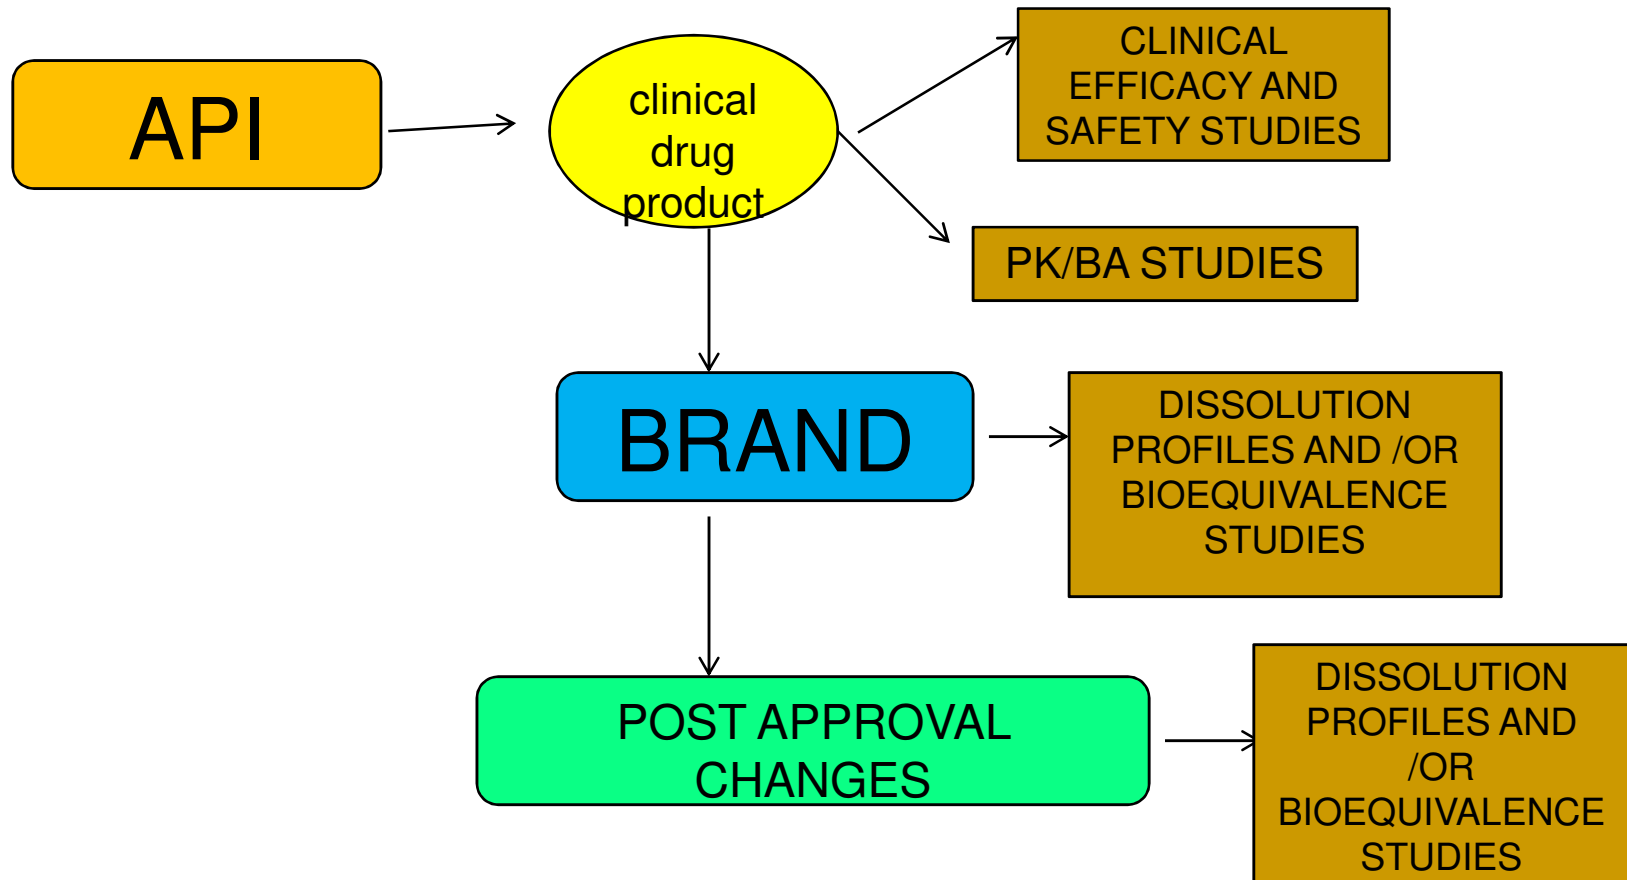 API
clinical
drug
product
CLINICAL
EFFICACY AND
SAFETY STUDIES
PK/BA STUDIES
BRAND
DISSOLUTION
PROFILES AND /OR
BIOEQUIVALENCE
STUDIES
POST APPROVAL
CHANGES
DISSOLUTION
PROFILES AND
/OR
BIOEQUIVALENCE
STUDIES